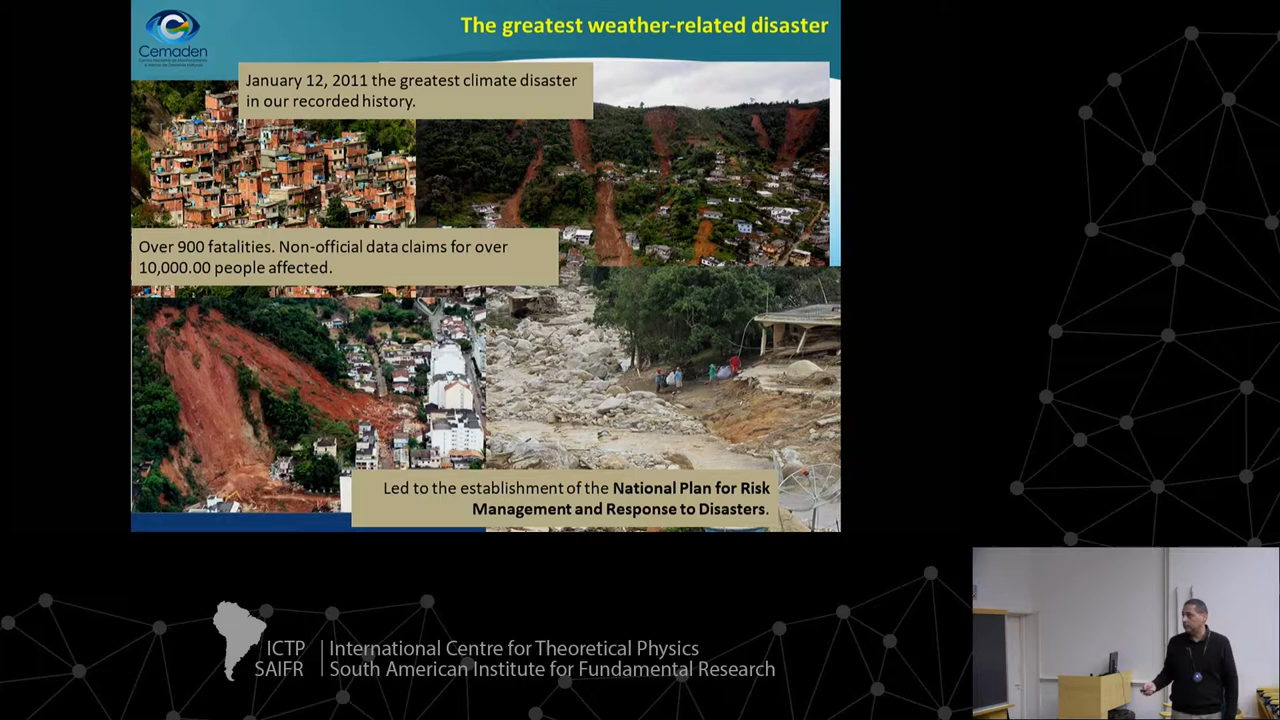 The greatest weather-related disaster
Cemaden
January 12, 2011 the greatest climate disaster
in our recorded history.
Over 900 fatalities. Non-official data claims for over
10,000.00 people affected.
Led to the establishment of the National Plan for Risk
Management and Response to Disasters.
ICTP
SAIFR
International Centre for Theoretical Physics
South American Institute for Fundamental Research